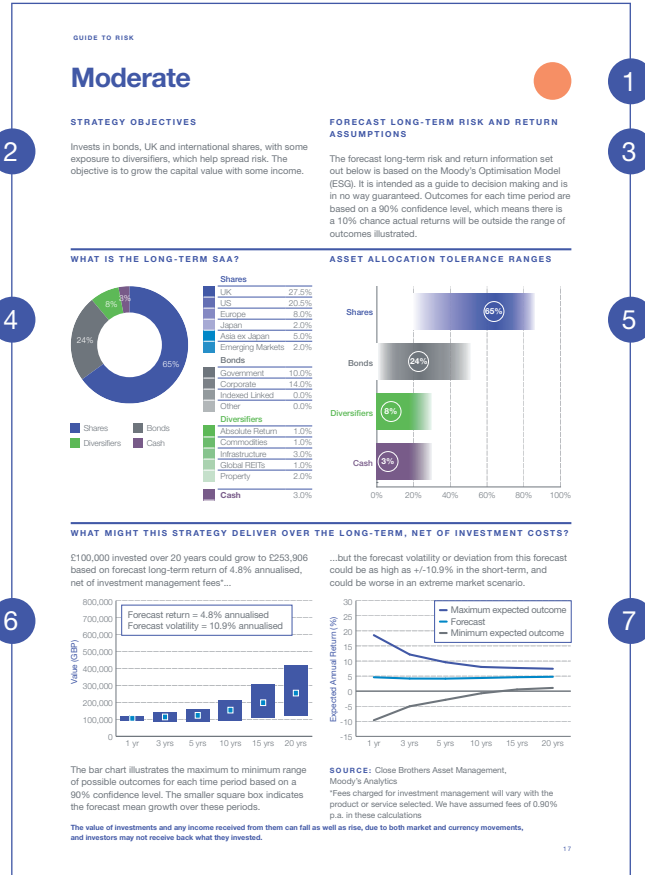 GUIDE TO RISK
Moderate
1
STRATEGY OBJECTIVES
2
Invests in bonds, UK and international shares, with some
exposure to diversifiers, which help spread risk. The
objective is to grow the capital value with some income.
FORECAST LONG-TERM RISK AND RETURN
ASSUMPTIONS
3
The forecast long-term risk and return information set
out below is based on the Moody's Optimisation Model
(ESG). It is intended as a guide to decision making and is
in no way guaranteed. Outcomes for each time period are
based on a 90% confidence level, which means there is
a 10% chance actual returns will be outside the range of
outcomes illustrated.
WHAT IS THE LONG-TERM SAA?
4
3%
8%
24%
65%
Shares
Bonds
Diversifiers
Cash
Shares
UK 27.5%
US 20.5%
Europe 8.0%
Japan 2.0%
Asia ex Japan 5.0%
Emerging Markets 2.0%
Bonds
Government 10.0%
Corporate 14.0%
Indexed Linked 0.0%
Other 0.0%
Diversifiers
Absolute Return 1.0%
Commodities 1.0%
Infrastructure 3.0%
Global REITs 1.0%
Property 2.0%
Cash 3.0%
ASSET ALLOCATION TOLERANCE RANGES
5
Shares 65%
Bonds 24%
Diversifiers 8%
Cash 3%
0% 20% 40% 60% 80% 100%
WHAT MIGHT THIS STRATEGY DELIVER OVER THE LONG-TERM, NET OF INVESTMENT COSTS?
£100,000 invested over 20 years could grow to £253,906
based on forecast long-term return of 4.8% annualised,
net of investment management fees*...
6
Forecast return = 4.8% annualised
Forecast volatility = 10.9% annualised
Value (GBP)
800,000
700,000
600,000
500,000
400,000
300,000
200,000
100,000
0
1 yr 3 yrs 5 yrs 10 yrs 15 yrs 20 yrs
The bar chart illustrates the maximum to minimum range
of possible outcomes for each time period based on a
90% confidence level. The smaller square box indicates
the forecast mean growth over these periods.
...but the forecast volatility or deviation from this forecast
could be as high as +/-10.9% in the short-term, and
could be worse in an extreme market scenario.
7
Maximum expected outcome
Forecast
Minimum expected outcome
Expected Annual Return (%)
30
25
20
15
10
5
0
-5
-10
-15
1 yr 3 yrs 5 yrs 10 yrs 15 yrs 20 yrs
SOURCE: Close Brothers Asset Management,
Moody's Analytics
*Fees charged for investment management will vary with the
product or service selected. We have assumed fees of 0.90%
p.a. in these calculations
The value of investments and any income received from them can fall as well as rise, due to both market and currency movements,
and investors may not receive back what they invested.
17